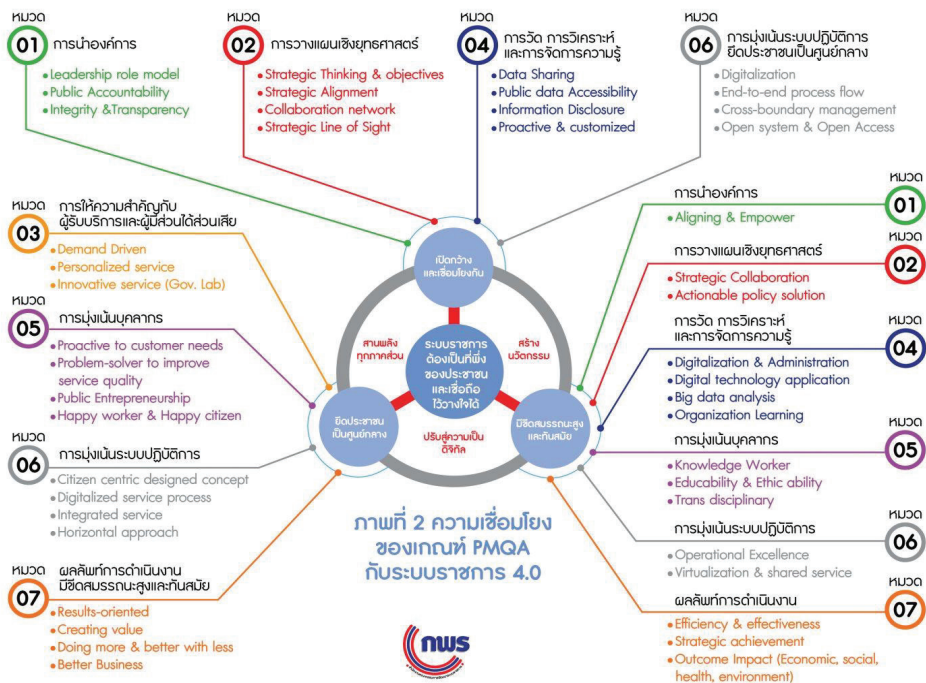 หมวด
01
การนำองค์การ
• Leadership role model
• Public Accountability
• Integrity &Transparency
หมวด
02
การวางแผนเชิงยุทธศาสตร์
• Strategic Thinking & objectives
• Strategic Alignment
• Collaboration network
• Strategic Line of Sight
หมวด
04
การวัด การวิเคราะห์
และการจัดการความรู้
• Data Sharing
• Public data Accessibility
• Information Disclosure
• Proactive & customized
หมวด
06
การมุ่งเน้นระบบปฏิบัติการ
ยึดประชาชนเป็นศูนย์กลาง
• Digitalization
• End-to-end process flow
• Cross-boundary management
• Open system & Open Access
หมวด
03
การให้ความสำคัญกับ
ผู้รับบริการและผู้มีส่วนได้ส่วนเสีย
• Demand Driven
• Personalized service
• Innovative service (Gov. Lab)
หมวด
05
การมุ่งเน้นบุคลากร
• Proactive to customer needs
• Problem-solver to improve
service quality
• Public Entrepreneurship
• Happy worker & Happy citizen
หมวด
06
การมุ่งเน้นระบบปฏิบัติการ
• Citizen centric designed concept
• Digitalized service process
• Integrated service
• Horizontal approach
หมวด
07
ผลลัพท์การดำเนินงาน
มีขีดสมรรถนะสูงและทันสมัย
• Results-oriented
• Creating value
• Doing more & better with less
• Better Business
เปิดกว้าง
และเชื่อมโยงกัน
สานพลัง
ทุกภาคส่วน
ระบบราชการ
ต้องเป็นที่พึ่ง
ของประชาชน
และเชื่อถือ
ไว้วางใจได้
สร้าง
นวัตกรรม
ยึดประชาชน
เป็นศูนย์กลาง
ปรับสู่ความเป็น
ดิจิทัล
มีขีดสมรรถนะสูง
และทันสมัย
ภาพที่ 2 ความเชื่อมโยง
ของเกณฑ์ PMQA
กับระบบราชการ 4.0
กพร
หมวด
01
การนำองค์การ
• Aligning & Empower
หมวด
02
การวางแผนเชิงยุทธศาสตร์
• Strategic Collaboration
• Actionable policy solution
หมวด
04
การวัด การวิเคราะห์
และการจัดการความรู้
• Digitalization & Administration
• Digital technology application
• Big data analysis
• Organization Learning
หมวด
05
การมุ่งเน้นบุคลากร
• Knowledge Worker
• Educability & Ethic ability
• Trans disciplinary
หมวด
06
การมุ่งเน้นระบบปฏิบัติการ
• Operational Excellence
• Virtualization & shared service
หมวด
07
ผลลัพท์การดำเนินงาน
• Efficiency & effectiveness
• Strategic achievement
• Outcome Impact (Economic, social,
health, environment)